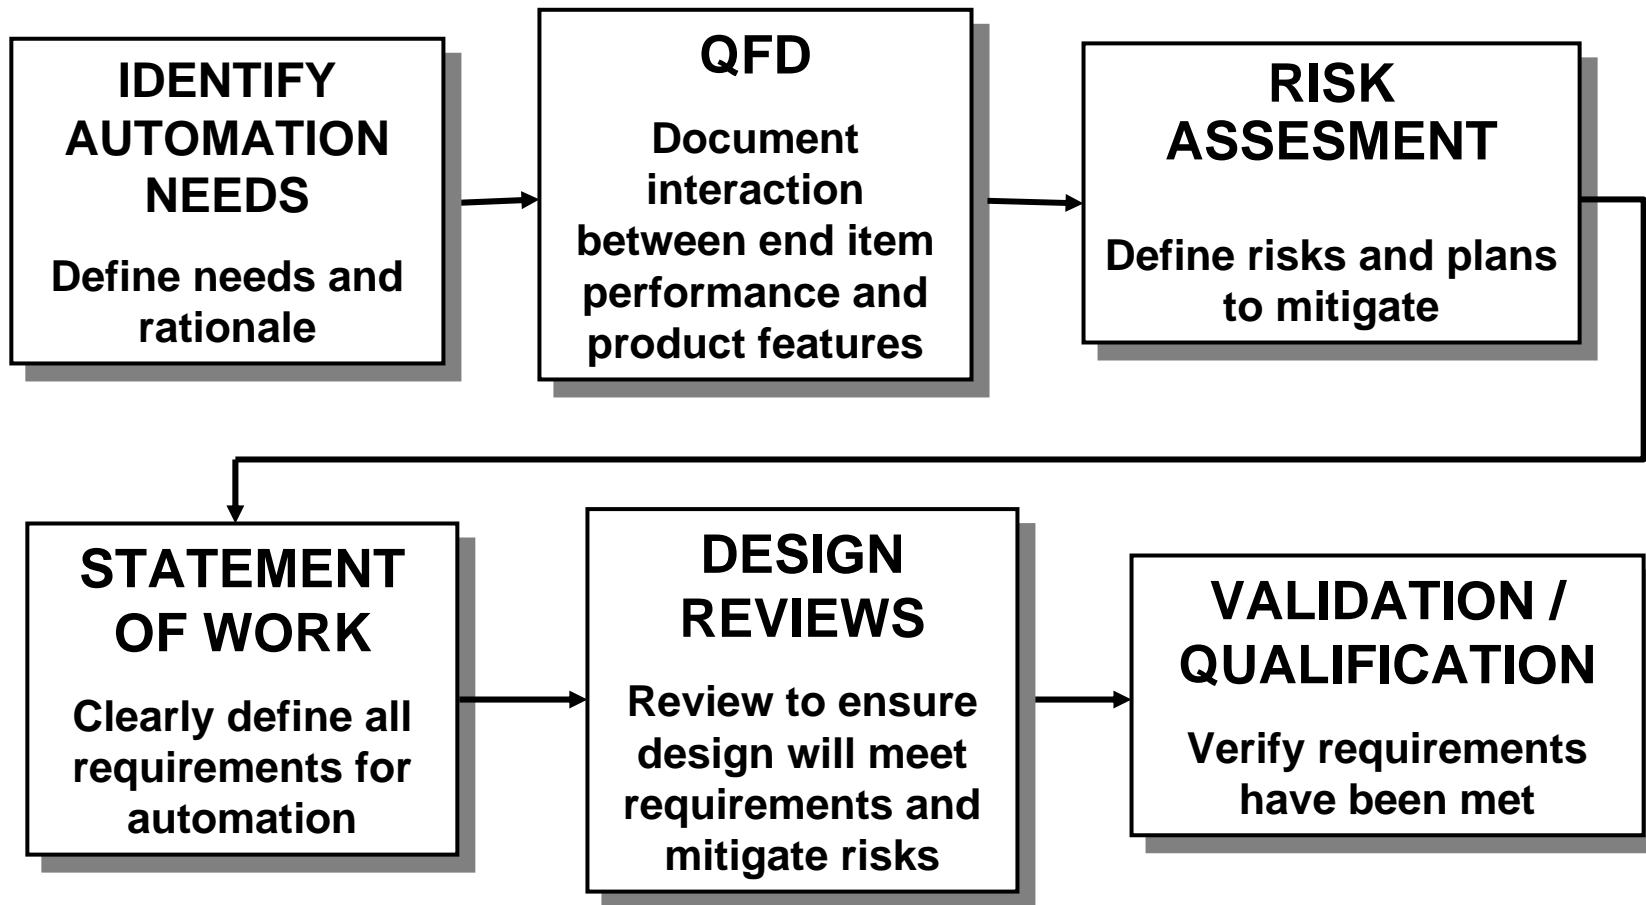 IDENTIFY
AUTOMATION
NEEDS
Define needs and
rationale
QFD
Document
interaction
between end item
performance and
product features
RISK
ASSESMENT
Define risks and plans
to mitigate
STATEMENT
OF WORK
Clearly define all
requirements for
automation
DESIGN
REVIEWS
Review to ensure
design will meet
requirements and
mitigate risks
VALIDATION /
QUALIFICATION
Verify requirements
have been met